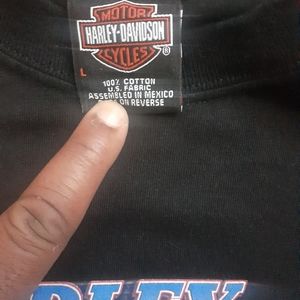 MOTOR
HARLEY-DAVIDSON
CYCLES
®
L
100% COTTON
U.S. FABRIC
ASSEMBLED IN MEXICO
ON REVERSE